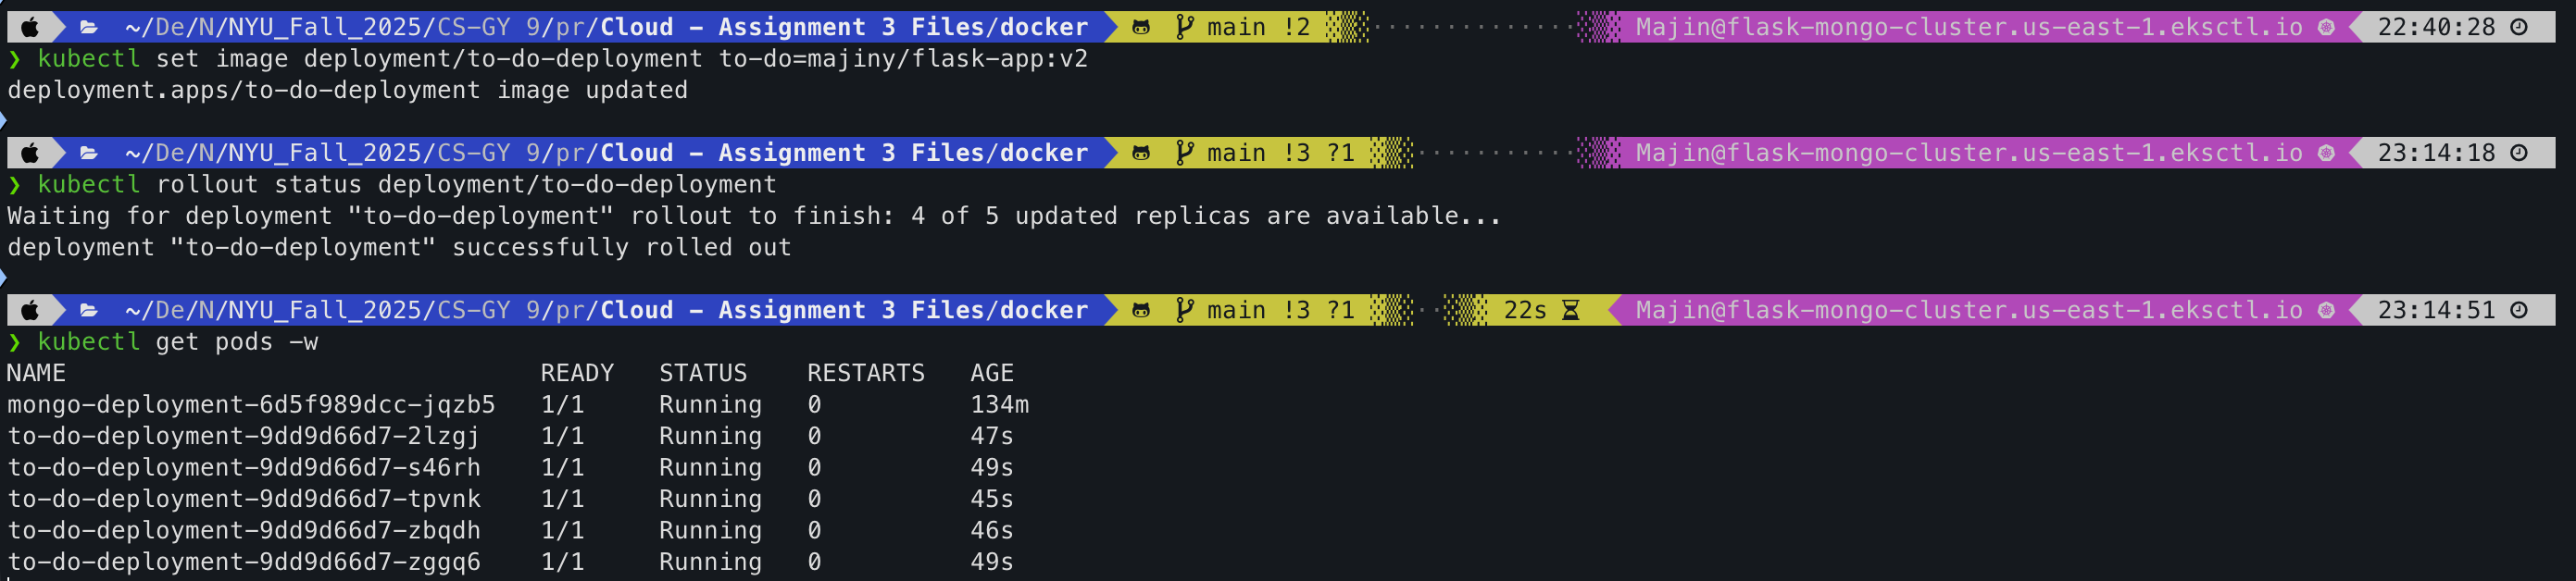 ~/De/N/NYU_Fall_2025/CS-GY 9/pr/Cloud - Assignment 3 Files/docker main !2 Majin@flask-mongo-cluster.us-east-1.eksctl.io 22:40:28
❯ kubectl set image deployment/to-do-deployment to-do=majiny/flask-app:v2
deployment.apps/to-do-deployment image updated
~/De/N/NYU_Fall_2025/CS-GY 9/pr/Cloud - Assignment 3 Files/docker main !3 ?1 Majin@flask-mongo-cluster.us-east-1.eksctl.io 23:14:18
❯ kubectl rollout status deployment/to-do-deployment
Waiting for deployment "to-do-deployment" rollout to finish: 4 of 5 updated replicas are available...
deployment "to-do-deployment" successfully rolled out
~/De/N/NYU_Fall_2025/CS-GY 9/pr/Cloud - Assignment 3 Files/docker main !3 ?1 22s Majin@flask-mongo-cluster.us-east-1.eksctl.io 23:14:51
❯ kubectl get pods -w
NAME READY STATUS RESTARTS AGE
mongo-deployment-6d5f989dcc-jqzb5 1/1 Running 0 134m
to-do-deployment-9dd9d66d7-2lzgj 1/1 Running 0 47s
to-do-deployment-9dd9d66d7-s46rh 1/1 Running 0 49s
to-do-deployment-9dd9d66d7-tpvnk 1/1 Running 0 45s
to-do-deployment-9dd9d66d7-zbqdh 1/1 Running 0 46s
to-do-deployment-9dd9d66d7-zggq6 1/1 Running 0 49s